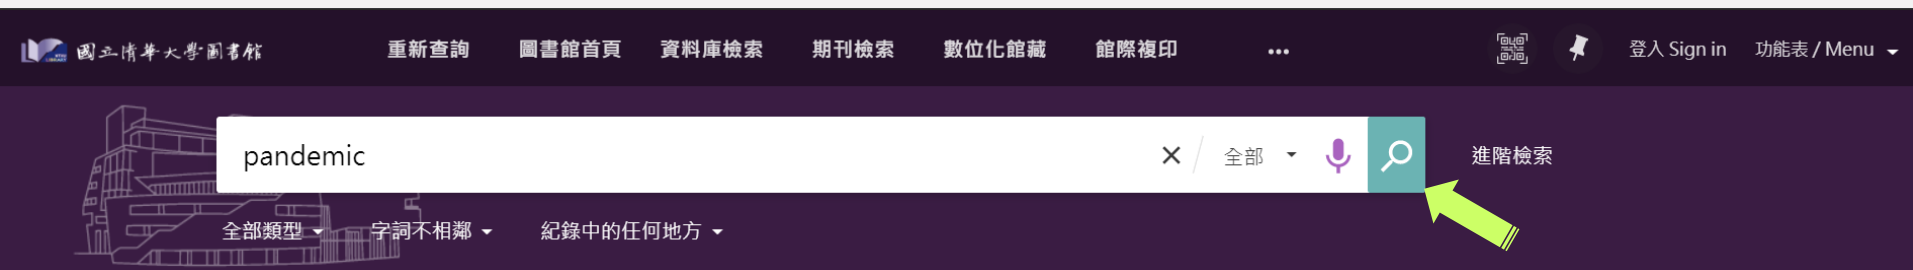 國立清華大學圖書館 重新查詢 圖書館首頁 資料庫檢索 期刊檢索 數位化館藏 館際複印 ••• 登入 Sign in 功能表 / Menu
pandemic 全部 進階檢索
全部類型 字詞不相鄰 紀錄中的任何地方